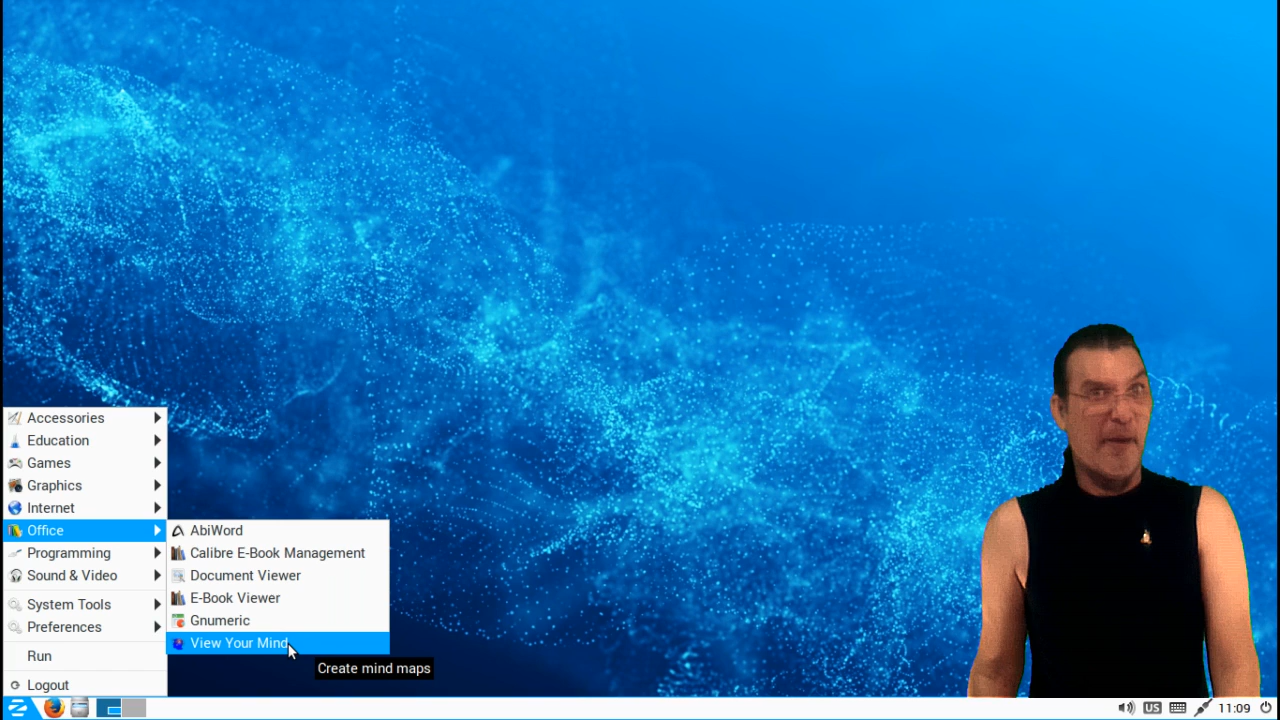 Accessories
Education
Games
Graphics
Internet
Office
Programming
Sound & Video
System Tools
Preferences
Run
Logout
AbiWord
Calibre E-Book Management
Document Viewer
E-Book Viewer
Gnumeric
View Your Mind
Create mind maps
US
11:09